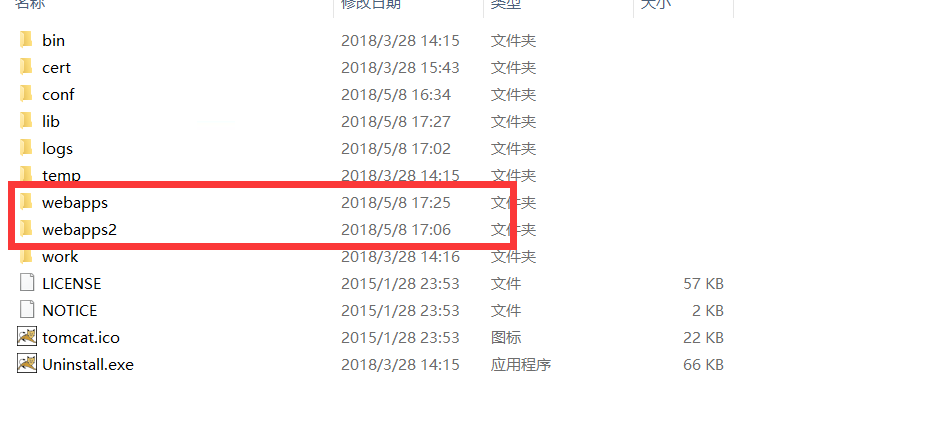 名称 修改日期 类型 大小
bin 2018/3/28 14:15 文件夹
cert 2018/3/28 15:43 文件夹
conf 2018/5/8 16:34 文件夹
lib 2018/5/8 17:27 文件夹
logs 2018/5/8 17:02 文件夹
temp 2018/3/28 14:15 文件夹
webapps 2018/5/8 17:25 文件夹
webapps2 2018/5/8 17:06 文件夹
work 2018/3/28 14:16 文件夹
LICENSE 2015/1/28 23:53 文件 57 KB
NOTICE 2015/1/28 23:53 文件 2 KB
tomcat.ico 2015/1/28 23:53 图标 22 KB
Uninstall.exe 2018/3/28 14:15 应用程序 66 KB